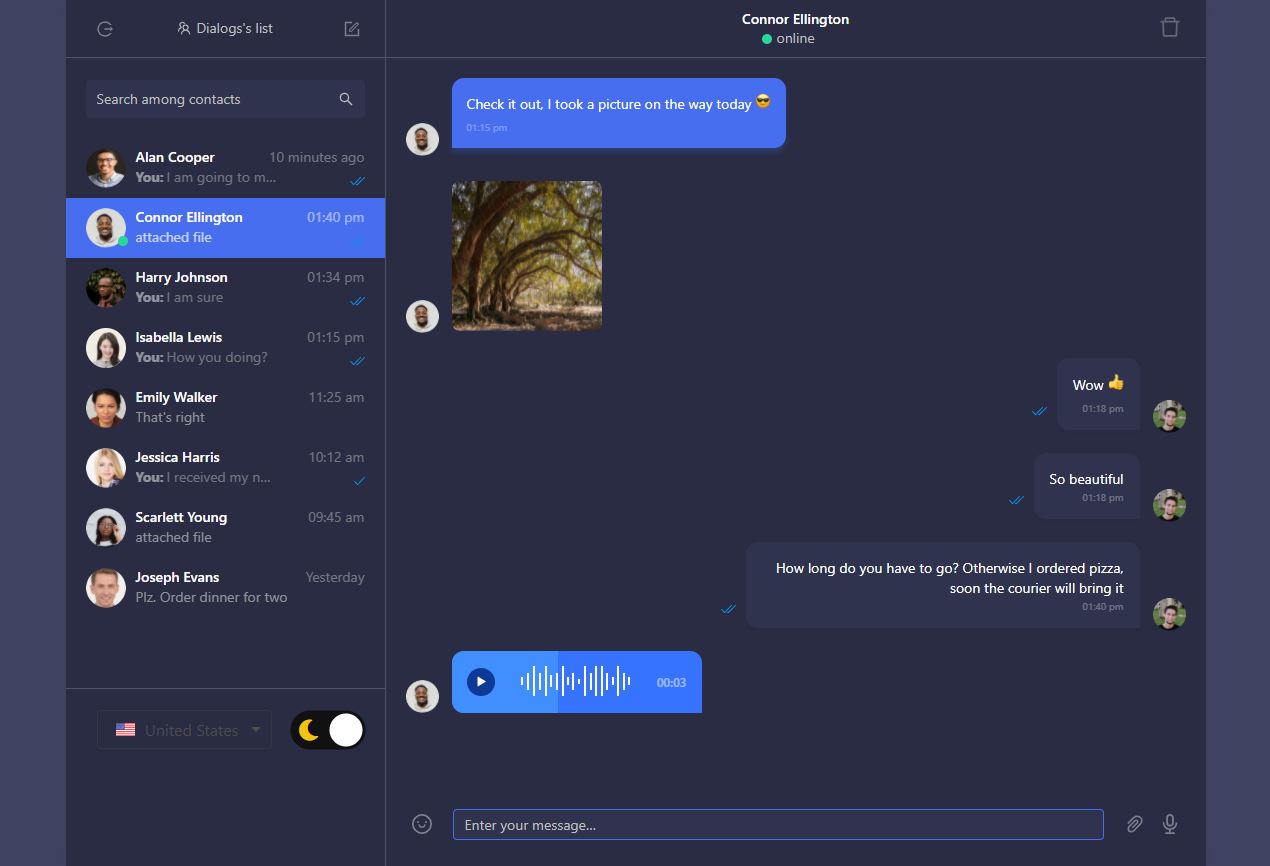 Dialogs's list
Search among contacts
Alan Cooper 10 minutes ago
You: I am going to m...
Connor Ellington 01:40 pm
attached file
Harry Johnson 01:34 pm
You: I am sure
Isabella Lewis 01:15 pm
You: How you doing?
Emily Walker 11:25 am
That's right
Jessica Harris 10:12 am
You: I received my n...
Scarlett Young 09:45 am
attached file
Joseph Evans Yesterday
Plz. Order dinner for two
United States
Connor Ellington
online
Check it out, I took a picture on the way today 😎
01:15 pm
Wow 👍
01:18 pm
So beautiful
01:18 pm
How long do you have to go? Otherwise I ordered pizza,
soon the courier will bring it
01:40 pm
00:03
Enter your message...